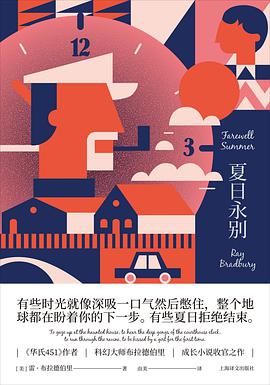 12
3
Farewell
Summer
夏日永别
Ray
Bradbury
有些时光就像深吸一口气然后憋住，整个地
球都在盼着你的下一步。有些夏日拒绝结束。
To gaze up at the haunted house, to hear the deep gongs of the courthouse clock,
to run through the ravine, to be kissed by a girl for the first time.
| 《华氏451》作者 | 科幻大师布拉德伯里 | 成长小说收官之作 |
[美] 雷·布拉德伯里 著 由美 译 上海译文出版社